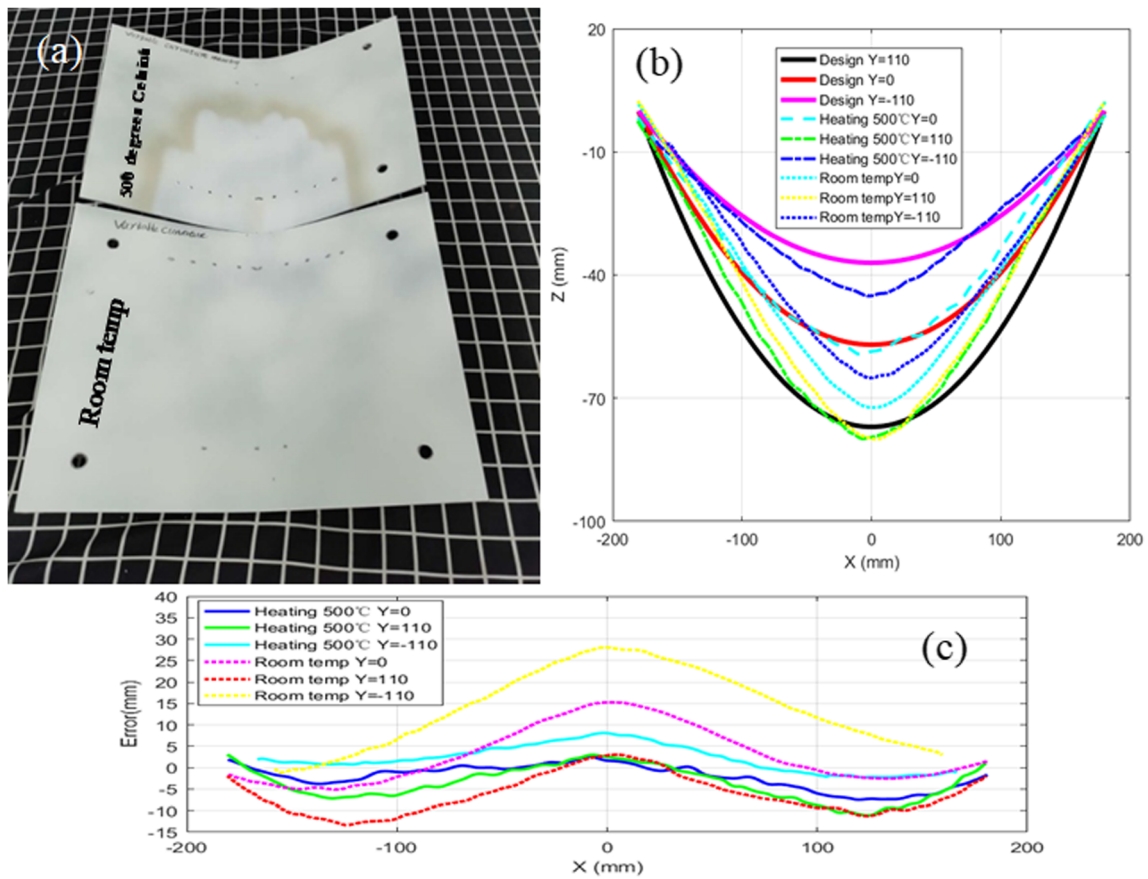 (a)
Variable curvature
500 degrees Celsius
Variable curvature
Room temp
(b)
20
-10
-40
-70
-100
Z (mm)
-200
-100
0
100
200
X (mm)
Design Y=110
Design Y=0
Design Y=-110
Heating 500℃Y=0
Heating 500℃Y=110
Heating 500℃Y=-110
Room tempY=0
Room tempY=110
Room tempY=-110
(c)
40
35
30
25
20
15
10
5
0
-5
-10
-15
Error(mm)
-200
-100
0
100
200
X (mm)
Heating 500℃ Y=0
Heating 500℃ Y=110
Heating 500℃ Y=-110
Room temp Y=0
Room temp Y=110
Room temp Y=-110